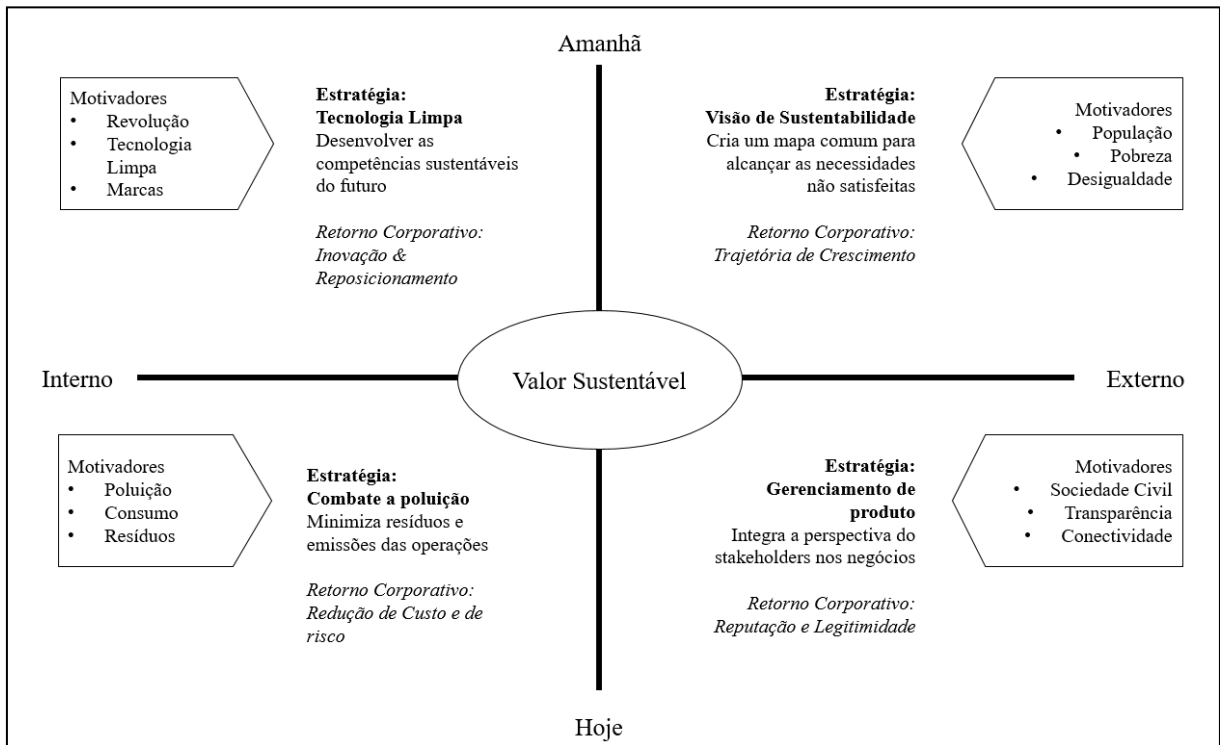 Amanhã
Motivadores
• Revolução
• Tecnologia
Limpa
• Marcas
Estratégia:
Tecnologia Limpa
Desenvolver as
competências sustentáveis
do futuro
Retorno Corporativo:
Inovação &
Reposicionamento
Estratégia:
Visão de Sustentabilidade
Cria um mapa comum para
alcançar as necessidades
não satisfeitas
Retorno Corporativo:
Trajetória de Crescimento
Motivadores
• População
• Pobreza
• Desigualdade
Interno
Valor Sustentável
Externo
Motivadores
• Poluição
• Consumo
• Resíduos
Estratégia:
Combate a poluição
Minimiza resíduos e
emissões das operações
Retorno Corporativo:
Redução de Custo e de
risco
Estratégia:
Gerenciamento de
produto
Integra a perspectiva do
stakeholders nos negócios
Retorno Corporativo:
Reputação e Legitimidade
Motivadores
• Sociedade Civil
• Transparência
• Conectividade
Hoje